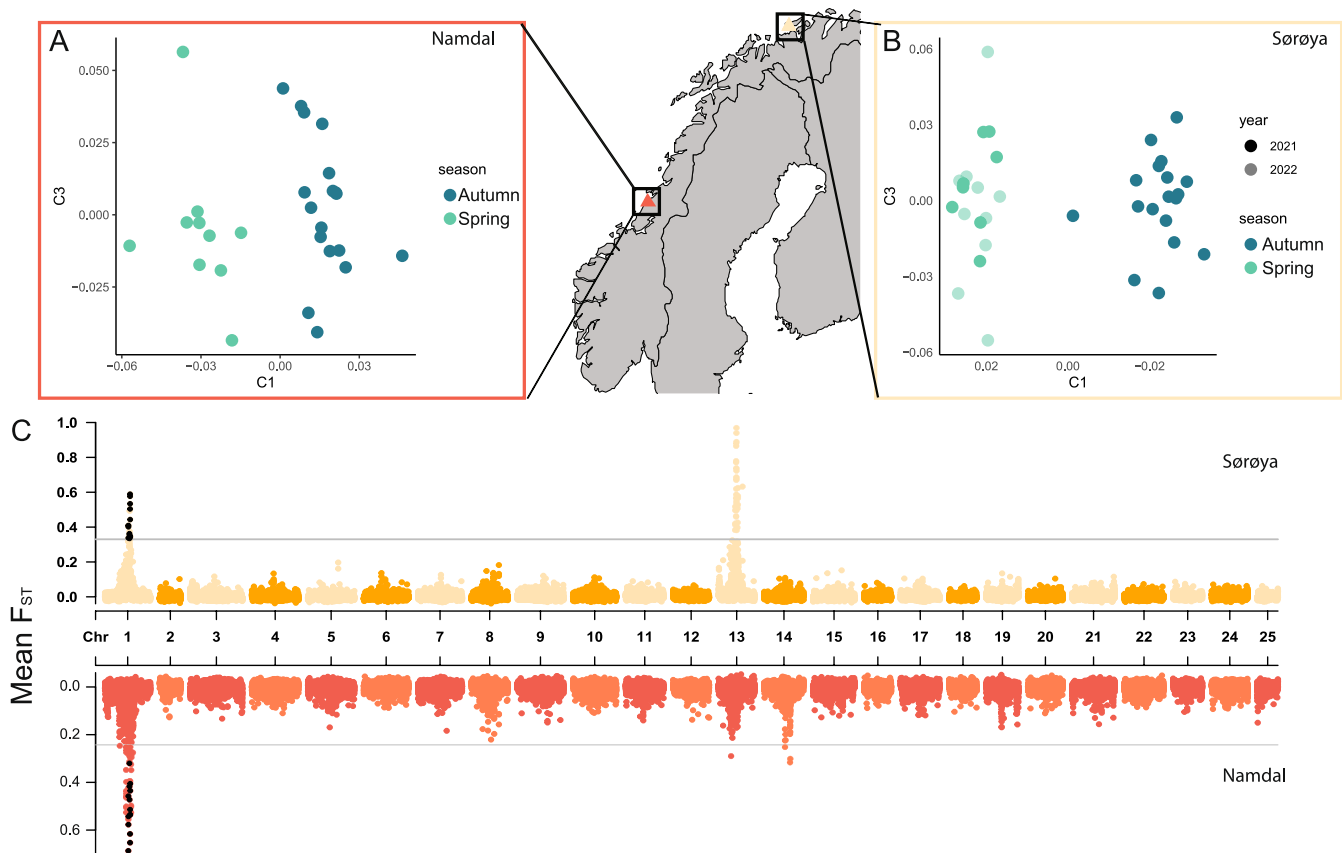 A
Namdal
0.050
0.025
0.000
−0.025
C3
−0.06
−0.03
0.00
0.03
C1
season
Autumn
Spring
B
Sørøya
0.06
0.03
0.00
−0.03
−0.06
C3
0.02
0.00
−0.02
C1
year
2021
2022
season
Autumn
Spring
C
Sørøya
1.0
0.8
0.6
0.4
0.2
0.0
Mean FST
Chr 1 2 3 4 5 6 7 8 9 10 11 12 13 14 15 16 17 18 19 20 21 22 23 24 25
0.0
0.2
0.4
0.6
Namdal